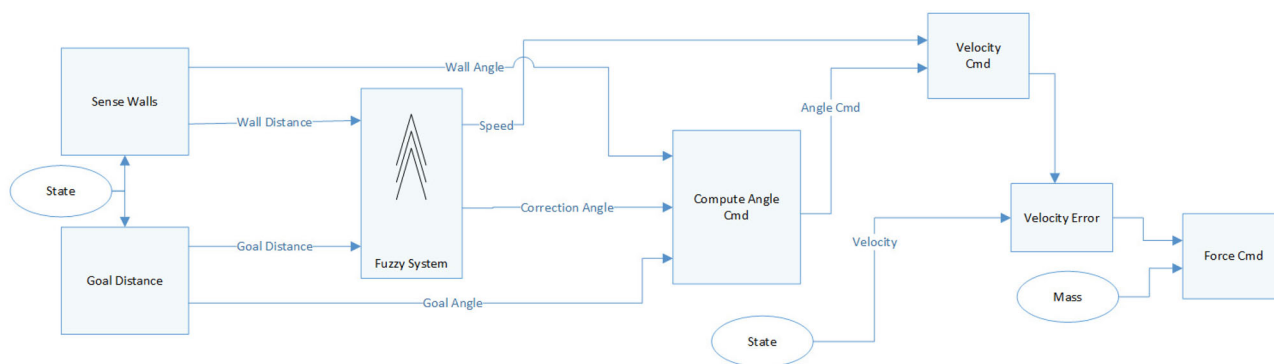 Velocity
Cmd
Wall Angle
Sense Walls
Angle Cmd
Wall Distance
Speed
State
Compute Angle
Cmd
Correction Angle
Velocity Error
Goal Distance
Velocity
Fuzzy System
Force Cmd
Goal Distance
Goal Angle
Mass
State